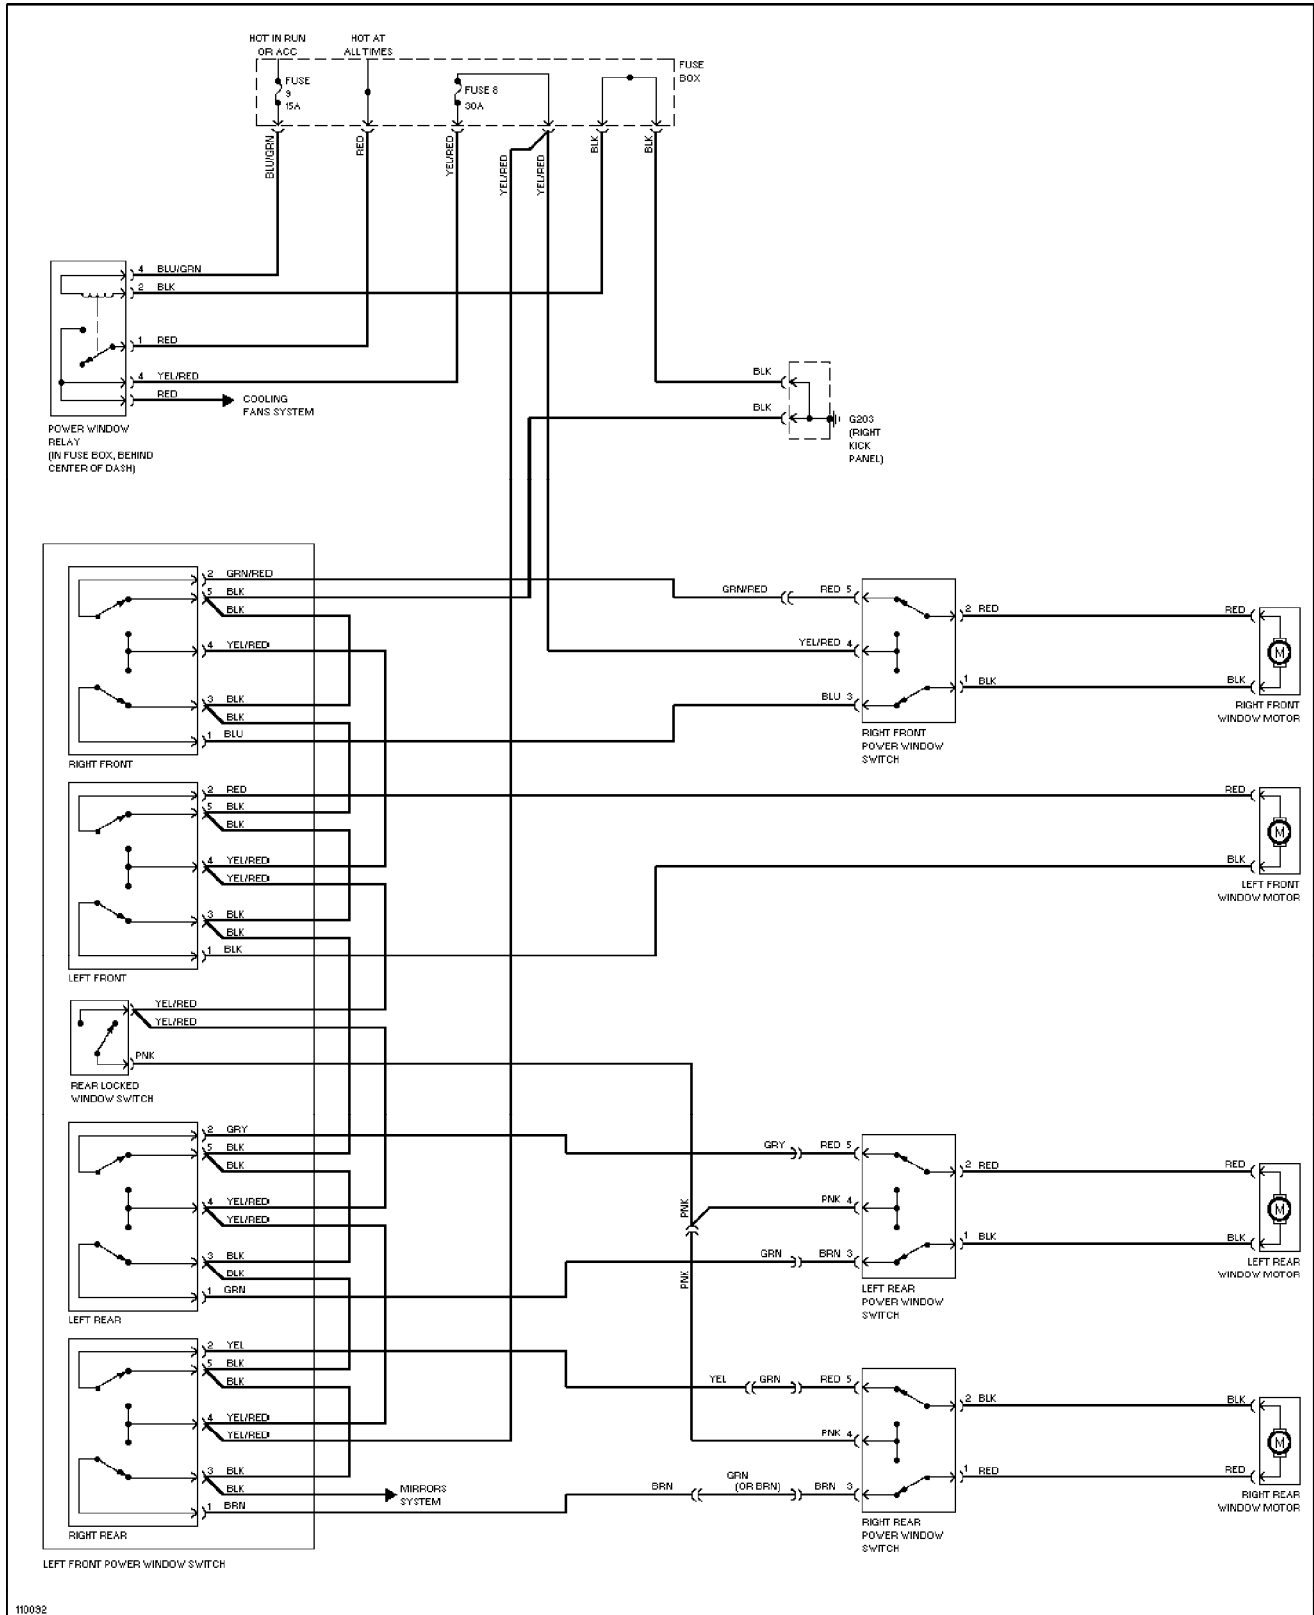 HOT IN RUN
OR ACC
HOT AT
ALL TIMES
FUSE
BOX
FUSE
9
15A
FUSE 8
30A
BLU/GRN
RED
YEL/RED
YEL/RED
YEL/RED
BLK
BLK
4 BLU/GRN
2 BLK
1 RED
4 YEL/RED
RED
COOLING
FANS SYSTEM
POWER WINDOW
RELAY
(IN FUSE BOX, BEHIND
CENTER OF DASH)
BLK
BLK
G203
(RIGHT
KICK
PANEL)
2 GRN/RED
5 BLK
BLK
4 YEL/RED
3 BLK
BLK
1 BLU
RIGHT FRONT
GRN/RED
RED 5
YEL/RED 4
BLU 3
2 RED
1 BLK
RIGHT FRONT
POWER WINDOW
SWITCH
RED
M
BLK
RIGHT FRONT
WINDOW MOTOR
2 RED
5 BLK
BLK
4 YEL/RED
YEL/RED
3 BLK
BLK
1 BLK
LEFT FRONT
RED
M
BLK
LEFT FRONT
WINDOW MOTOR
YEL/RED
YEL/RED
PNK
REAR LOCKED
WINDOW SWITCH
2 GRY
5 BLK
BLK
4 YEL/RED
YEL/RED
3 BLK
BLK
1 GRN
LEFT REAR
PNK
PNK
GRY
RED 5
PNK 4
GRN
BRN 3
2 RED
1 BLK
LEFT REAR
POWER WINDOW
SWITCH
RED
M
BLK
LEFT REAR
WINDOW MOTOR
2 YEL
5 BLK
BLK
4 YEL/RED
YEL/RED
3 BLK
BLK
1 BRN
RIGHT REAR
MIRRORS
SYSTEM
YEL
GRN
RED 5
PNK 4
BRN
GRN
(OR BRN)
BRN 3
2 BLK
1 RED
RIGHT REAR
POWER WINDOW
SWITCH
BLK
M
RED
RIGHT REAR
WINDOW MOTOR
LEFT FRONT POWER WINDOW SWITCH
110092